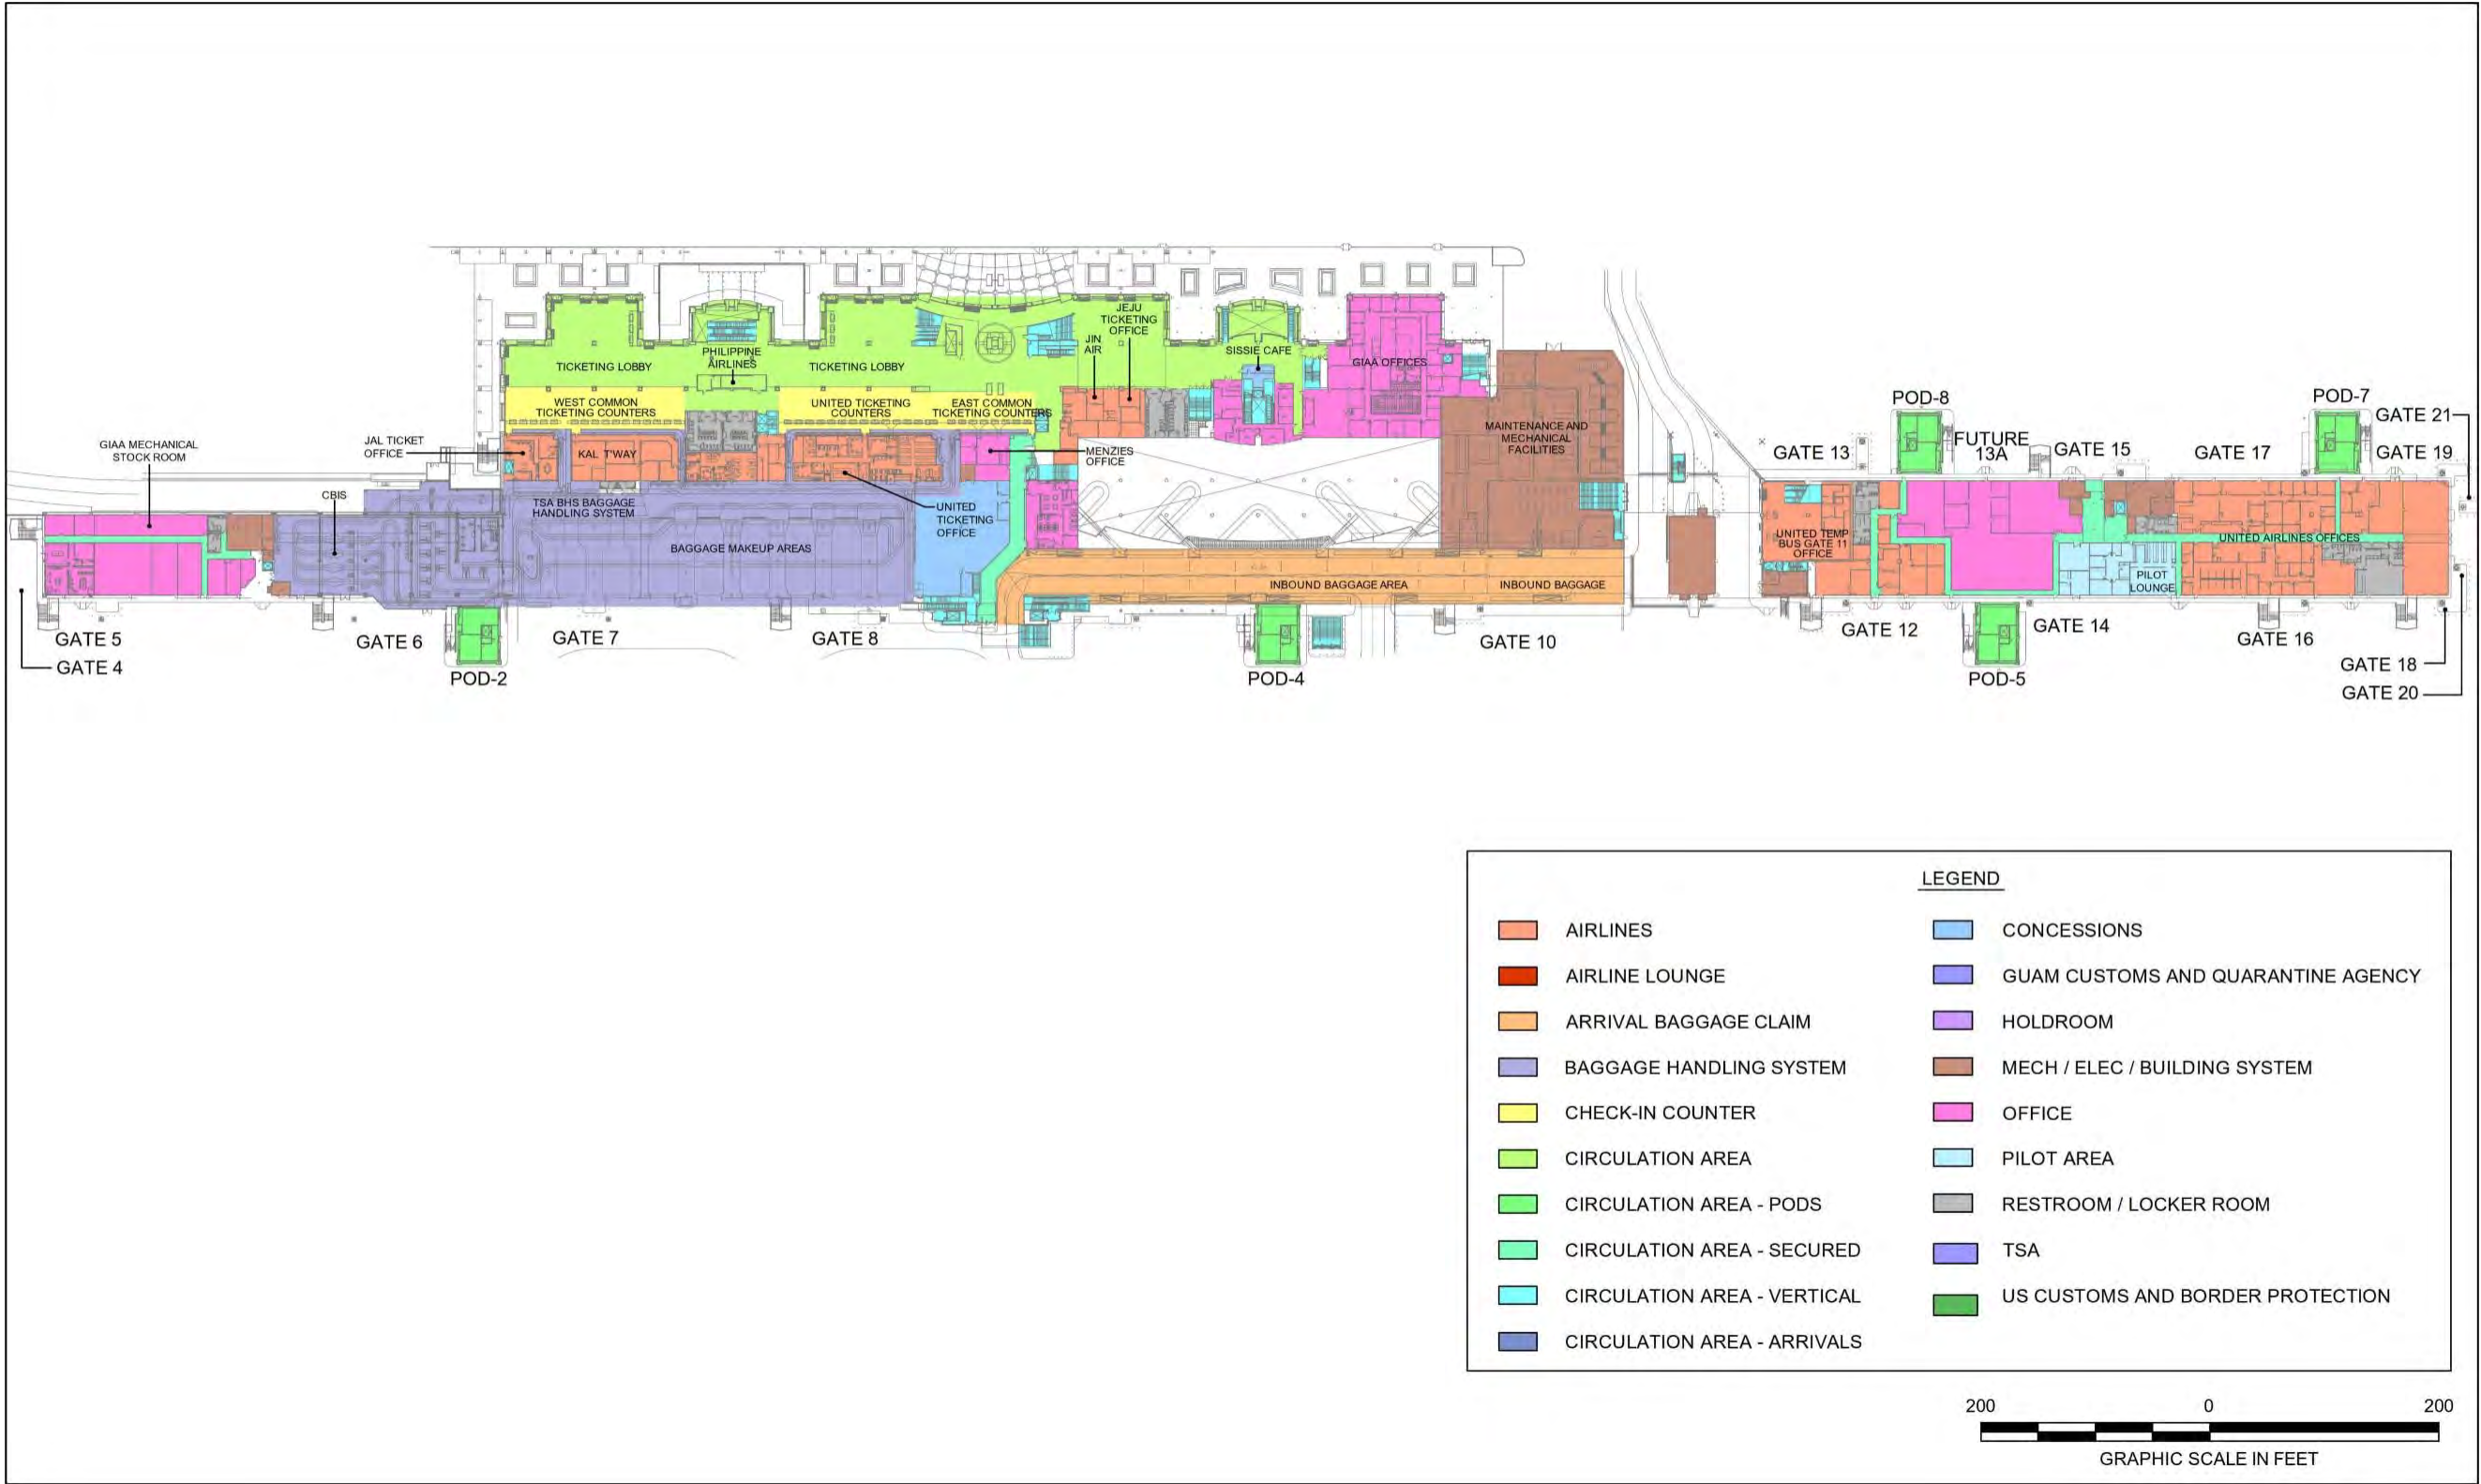 JEJU
TICKETING
OFFICE
JIN
AIR
PHILIPPINE
AIRLINES
SISSIE CAFE
TICKETING LOBBY
TICKETING LOBBY
GIAA OFFICES
WEST COMMON
TICKETING COUNTERS
UNITED TICKETING
COUNTERS
EAST COMMON
TICKETING COUNTERS
GIAA MECHANICAL
STOCK ROOM
JAL TICKET
OFFICE
KAL T'WAY
MENZIES
OFFICE
MAINTENANCE AND
MECHANICAL
FACILITIES
CBIS
TSA BHS BAGGAGE
HANDLING SYSTEM
UNITED
TICKETING
OFFICE
BAGGAGE MAKEUP AREAS
INBOUND BAGGAGE AREA
INBOUND BAGGAGE
POD-8
POD-7
GATE 21
GATE 13
FUTURE
13A
GATE 15
GATE 17
GATE 19
UNITED TEMP
BUS GATE 11
OFFICE
UNITED AIRLINES OFFICES
PILOT
LOUNGE
GATE 5
GATE 4
GATE 6
POD-2
GATE 7
GATE 8
POD-4
GATE 10
GATE 12
GATE 14
POD-5
GATE 16
GATE 18
GATE 20
LEGEND
AIRLINES
AIRLINE LOUNGE
ARRIVAL BAGGAGE CLAIM
BAGGAGE HANDLING SYSTEM
CHECK-IN COUNTER
CIRCULATION AREA
CIRCULATION AREA - PODS
CIRCULATION AREA - SECURED
CIRCULATION AREA - VERTICAL
CIRCULATION AREA - ARRIVALS
CONCESSIONS
GUAM CUSTOMS AND QUARANTINE AGENCY
HOLDROOM
MECH / ELEC / BUILDING SYSTEM
OFFICE
PILOT AREA
RESTROOM / LOCKER ROOM
TSA
US CUSTOMS AND BORDER PROTECTION
200 0 200
GRAPHIC SCALE IN FEET